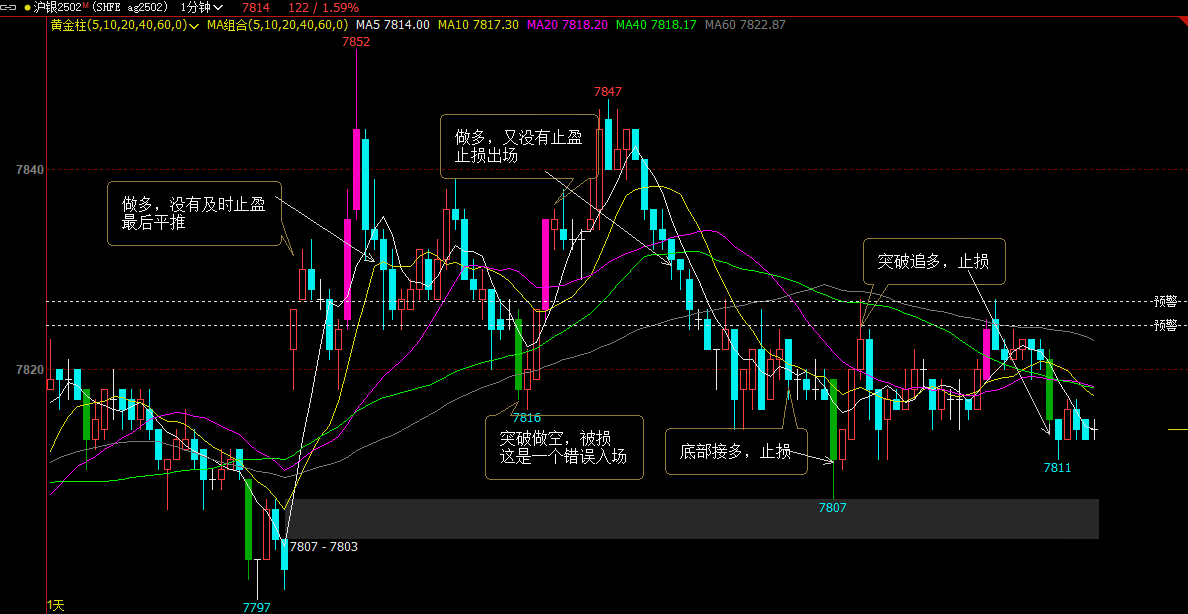 沪银2502M (SHFE ag2502) 1分钟 7814 122 / 1.59%
黄金柱(5,10,20,40,60,0) MA组合(5,10,20,40,60,0) MA5 7814.00 MA10 7817.30 MA20 7818.20 MA40 7818.17 MA60 7822.87
7852
7847
做多，又没有止盈
止损出场
7840
做多，没有及时止盈
最后平推
突破追多，止损
预警
预警
7820
7816
突破做空，被损
这是一个错误入场
底部接多，止损
7811
7807
7807 - 7803
1天
7797